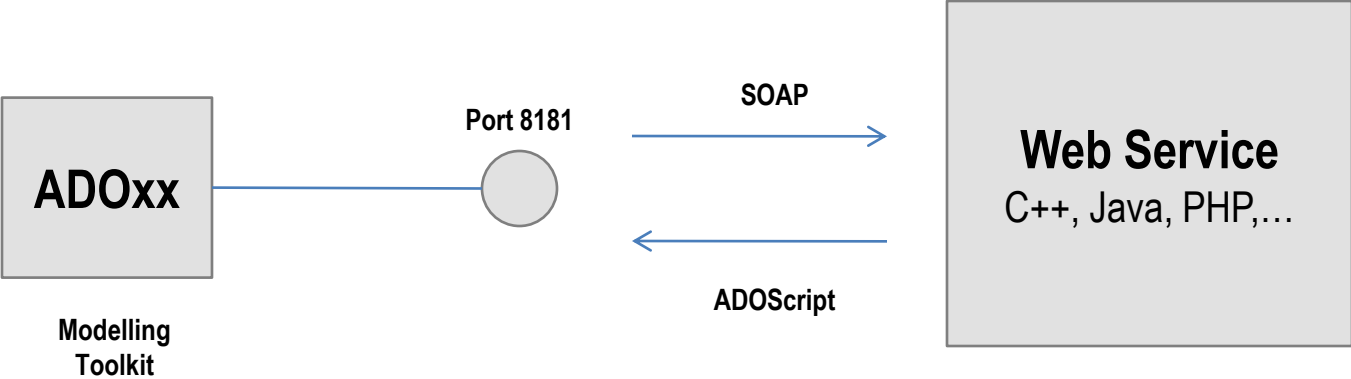 SOAP
Port 8181
ADOxx
Web Service
C++, Java, PHP,…
ADOScript
Modelling
Toolkit